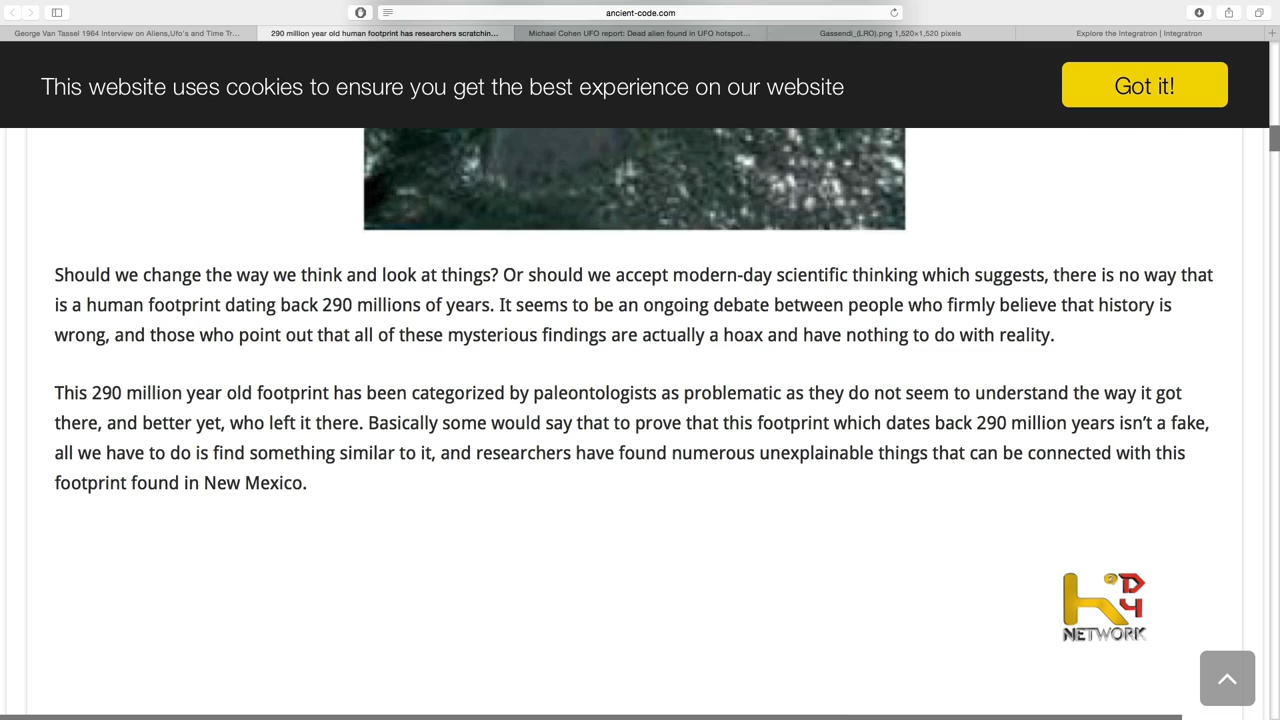 ancient-code.com
George Van Tassel 1964 Interview on Aliens,Ufo's and Time Tr...
290 million year old human footprint has researchers scratchin...
Michael Cohen UFO report: Dead alien found in UFO hotspot...
Gassendi_(LRO).png 1,520×1,520 pixels
Explore the Integratron | Integratron
This website uses cookies to ensure you get the best experience on our website
Got it!
Should we change the way we think and look at things? Or should we accept modern-day scientific thinking which suggests, there is no way that
is a human footprint dating back 290 millions of years. It seems to be an ongoing debate between people who firmly believe that history is
wrong, and those who point out that all of these mysterious findings are actually a hoax and have nothing to do with reality.
This 290 million year old footprint has been categorized by paleontologists as problematic as they do not seem to understand the way it got
there, and better yet, who left it there. Basically some would say that to prove that this footprint which dates back 290 million years isn’t a fake,
all we have to do is find something similar to it, and researchers have found numerous unexplainable things that can be connected with this
footprint found in New Mexico.
NETWORK